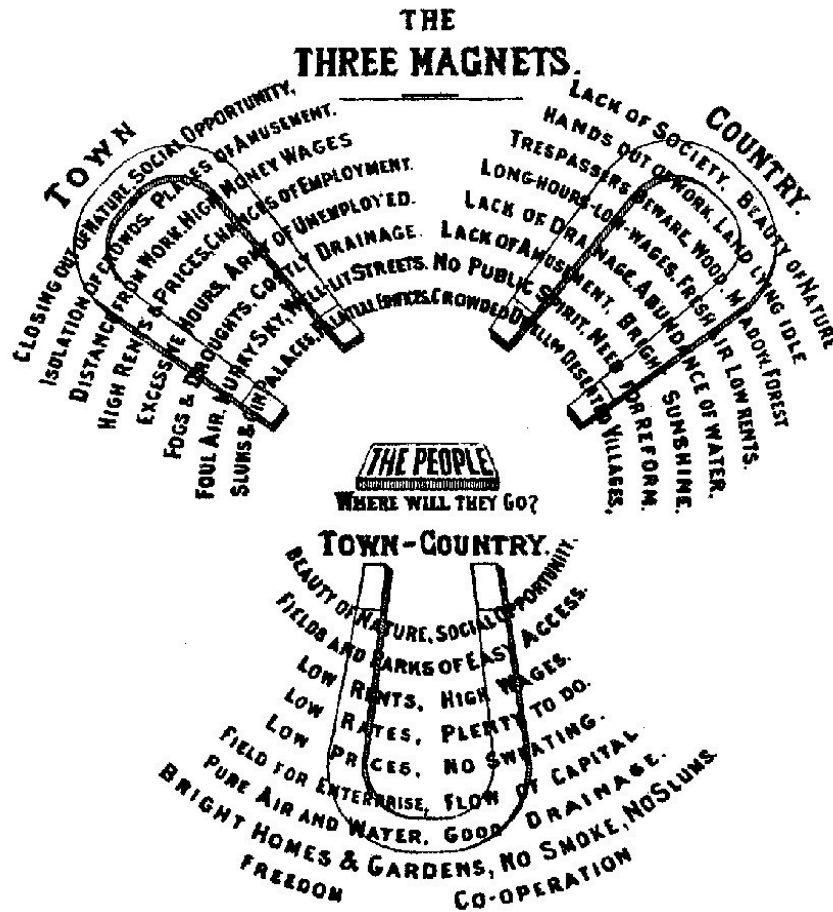 THE
THREE MAGNETS.
TOWN
CLOSING OUT OF NATURE. SOCIAL OPPORTUNITY.
ISOLATION OF CROWDS. PLACES OF AMUSEMENT.
DISTANCE FROM WORK. HIGH MONEY WAGES
HIGH RENTS & PRICES. CHANCES OF EMPLOYMENT.
EXCESSIVE HOURS. ARMY OF UNEMPLOYED.
FOGS & DROUGHTS. COSTLY DRAINAGE.
FOUL AIR. MURKY SKY. WELL-LIT STREETS.
SLUMS & GIN PALACES. PALATIAL EDIFICES.
COUNTRY.
LACK OF SOCIETY. BEAUTY OF NATURE
HANDS OUT OF WORK. LAND LYING IDLE
TRESPASSERS BEWARE. WOOD, MEADOW, FOREST
LONG-HOURS-LOW-WAGES. FRESH AIR LOW RENTS.
LACK OF DRAINAGE. ABUNDANCE OF WATER.
LACK OF AMUSEMENT. BRIGHT SUNSHINE.
NO PUBLIC SPIRIT. NEED FOR REFORM.
CROWDED DWELLINGS DESERTED VILLAGES,
THE PEOPLE
WHERE WILL THEY GO?
TOWN-COUNTRY.
BEAUTY OF NATURE, SOCIAL OPPORTUNITY.
FIELDS AND PARKS OF EASY ACCESS.
LOW RENTS, HIGH WAGES.
LOW RATES, PLENTY TO DO.
LOW PRICES, NO SWEATING.
FIELD FOR ENTERPRISE, FLOW OF CAPITAL
PURE AIR AND WATER, GOOD DRAINAGE.
BRIGHT HOMES & GARDENS, NO SMOKE, NO SLUMS.
FREEDOM CO-OPERATION